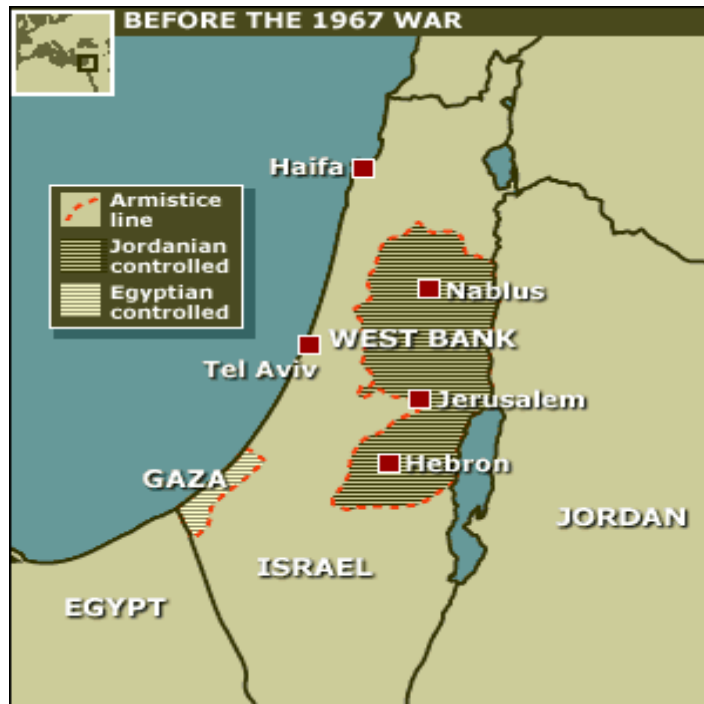 BEFORE THE 1967 WAR
Haifa
Armistice
line
Jordanian
controlled
Egyptian
controlled
Nablus
WEST BANK
Tel Aviv
Jerusalem
Hebron
GAZA
JORDAN
ISRAEL
EGYPT